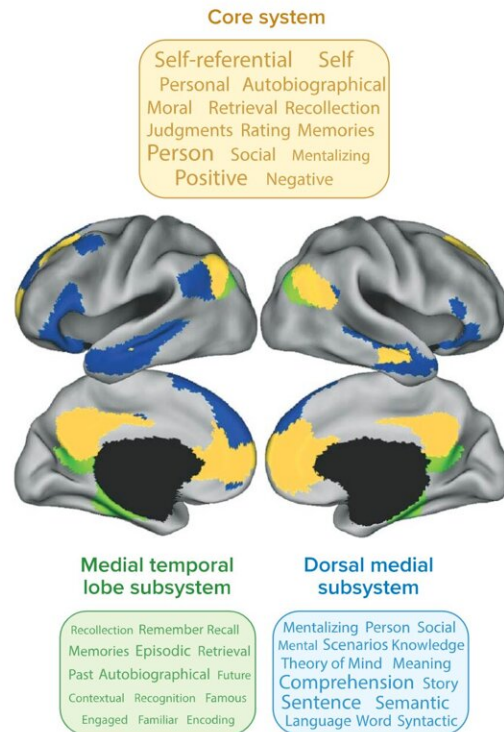 Core system
Self-referential Self
Personal Autobiographical
Moral Retrieval Recollection
Judgments Rating Memories
Person Social Mentalizing
Positive Negative
Medial temporal
lobe subsystem
Recollection Remember Recall
Memories Episodic Retrieval
Past Autobiographical Future
Contextual Recognition Famous
Engaged Familiar Encoding
Dorsal medial
subsystem
Mentalizing Person Social
Mental Scenarios Knowledge
Theory of Mind Meaning
Comprehension Story
Sentence Semantic
Language Word Syntactic